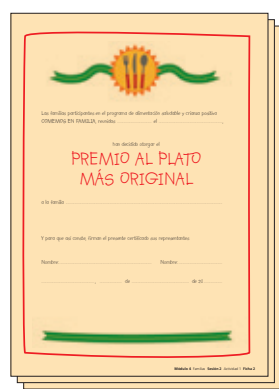 Las familias participantes en el programa de alimentación saludable y crianza positiva
COMEMOS EN FAMILIA, reunidas ................ el ................................,
han decidido otorgar el
PREMIO AL PLATO
MÁS ORIGINAL
a la familia ................................................................
Y para que así conste, firman el presente certificado sus representantes:
Nombre ................................ Nombre ................................
................................, ................ de ................................ de 20......
Módulo 4 Familias Sesión 2 Actividad 1 Ficha 2